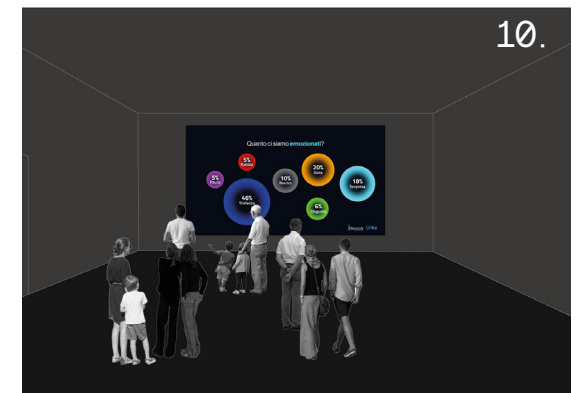 10.
Quanto ci siamo emozionati?
5%
Rabbia
5%
Paura
46%
Tristezza
10%
Neutro
20%
Gioia
18%
Sorpresa
6%
Disgusto